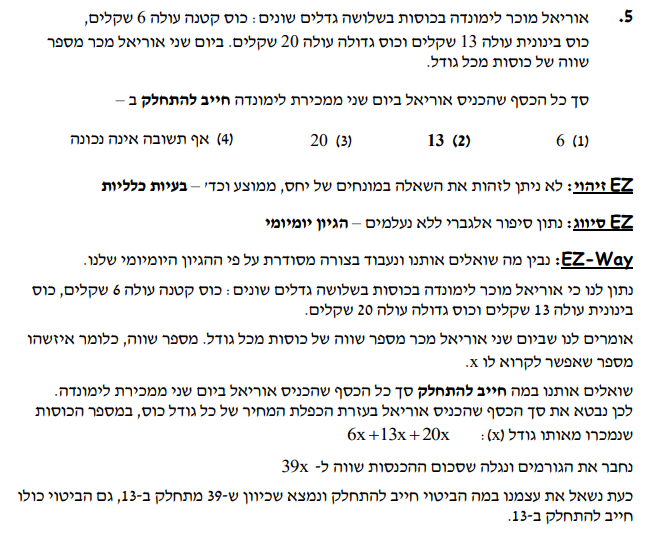 5. אוריאל מוכר לימונדה בכוסות בשלושה גדלים שונים: כוס קטנה עולה 6 שקלים,
כוס בינונית עולה 13 שקלים וכוס גדולה עולה 20 שקלים. ביום שני אוריאל מכר מספר
שווה של כוסות מכל גודל.
סך כל הכסף שהכניס אוריאל ביום שני ממכירת לימונדה חייב להתחלק ב –
(1) 6 (2) 13 (3) 20 (4) אף תשובה אינה נכונה
EZ זיהוי: לא ניתן לזהות את השאלה במונחים של יחס, ממוצע וכד' – בעיות כלליות
EZ סיווג: נתון סיפור אלגברי ללא נעלמים – הגיון יומיומי
EZ-Way: נבין מה שואלים אותנו ונעבוד בצורה מסודרת על פי ההגיון היומיומי שלנו.
נתון לנו כי אוריאל מוכר לימונדה בכוסות בשלושה גדלים שונים: כוס קטנה עולה 6 שקלים, כוס
בינונית עולה 13 שקלים וכוס גדולה עולה 20 שקלים.
אומרים לנו שביום שני אוריאל מכר מספר שווה של כוסות מכל גודל. מספר שווה, כלומר איזשהו
מספר שאפשר לקרוא לו x.
שואלים אותנו במה חייב להתחלק סך כל הכסף שהכניס אוריאל ביום שני ממכירת לימונדה.
לכן נבטא את סך הכסף שהכניס אוריאל בעזרת הכפלת המחיר של כל גודל כוס, במספר הכוסות
שנמכרו מאותו גודל (x): 6x+13x+20x
נחבר את הגורמים ונגלה שסכום ההכנסות שווה ל- 39x
כעת נשאל את עצמנו במה הביטוי חייב להתחלק ונמצא שכיוון ש-39 מתחלק ב-13, גם הביטוי כולו
חייב להתחלק ב-13.